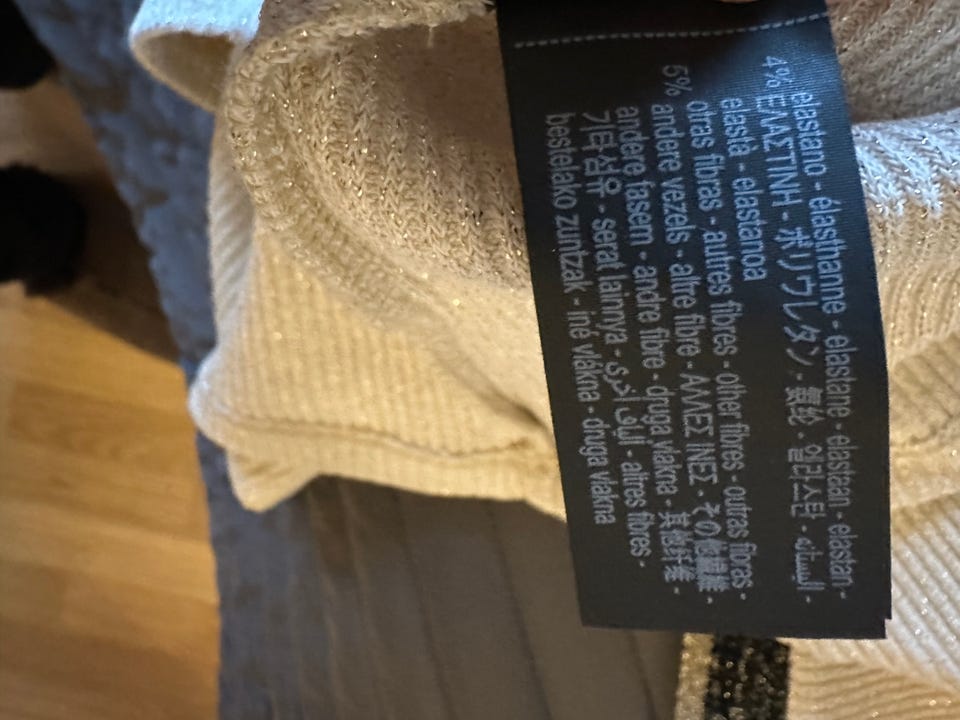 elastano - élasthanne - elastane - elastaan - elastan -
4% ΕΛΑΣΤΙΝΗ - ポリウレタン - 氨纶 - 엘라스탄 - الستان -
elastà - elastanoa
otras fibras - autres fibres - other fibres - outras fibras -
5% andere vezels - altre fibre - ΑΛΛΕΣ ΙΝΕΣ - その他繊維 -
andere fasern - andre fibre - druga vlakna - 其他纤维 -
기타섬유 - serat lainnya - ألياف أخرى - altres fibres -
bestelako zuntzak - iné vlákna - druga vlakna